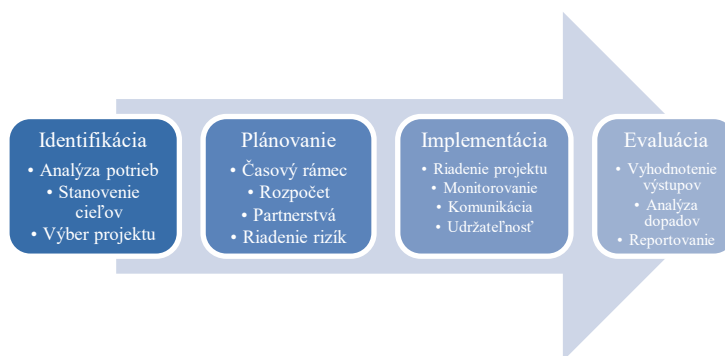 Identifikácia
• Analýza potrieb
• Stanovenie
cieľov
• Výber projektu
Plánovanie
• Časový rámec
• Rozpočet
• Partnerstvá
• Riadenie rizík
Implementácia
• Riadenie projektu
• Monitorovanie
• Komunikácia
• Udržateľnosť
Evaluácia
• Vyhodnotenie
výstupov
• Analýza
dopadov
• Reportovanie